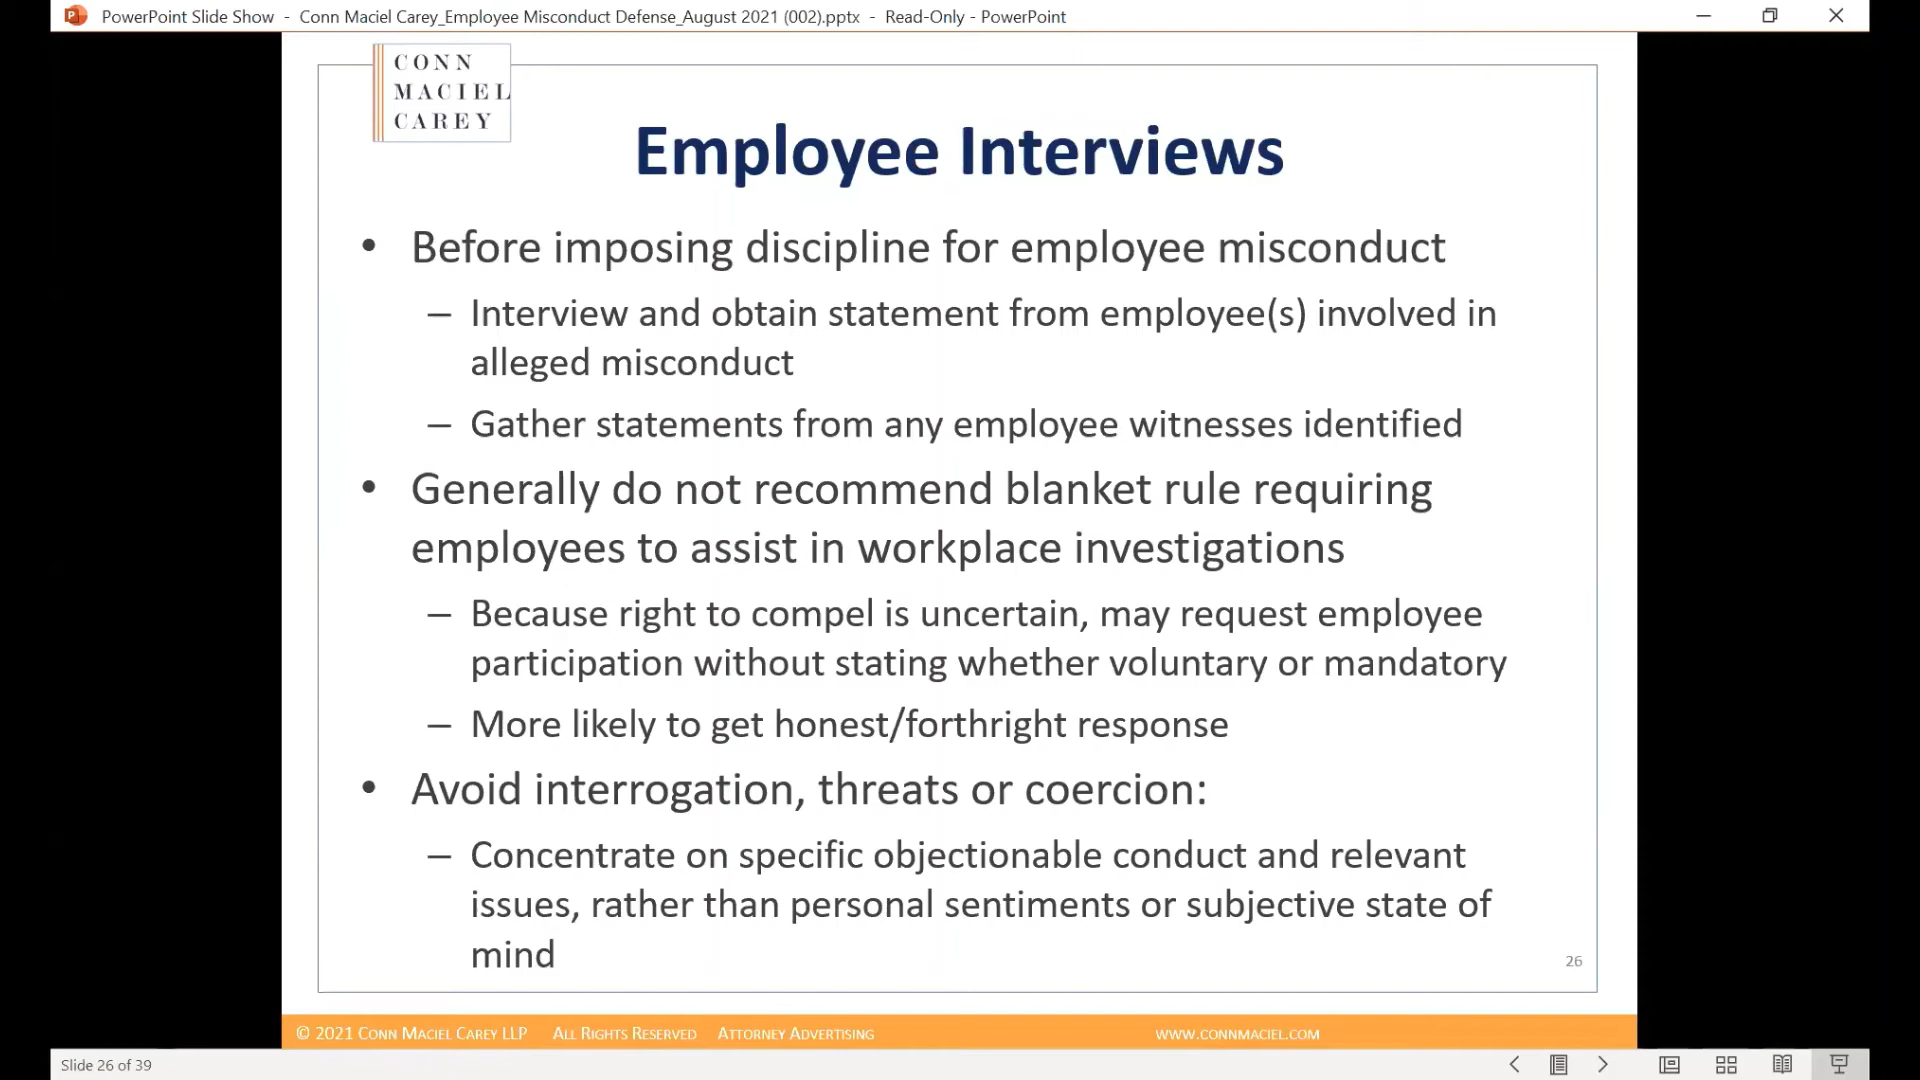 PowerPoint Slide Show - Conn Maciel Carey_Employee Misconduct Defense_August 2021 (002).pptx - Read-Only - PowerPoint
CONN
MACIEL
CAREY
Employee Interviews
• Before imposing discipline for employee misconduct
– Interview and obtain statement from employee(s) involved in
alleged misconduct
– Gather statements from any employee witnesses identified
• Generally do not recommend blanket rule requiring
employees to assist in workplace investigations
– Because right to compel is uncertain, may request employee
participation without stating whether voluntary or mandatory
– More likely to get honest/forthright response
• Avoid interrogation, threats or coercion:
– Concentrate on specific objectionable conduct and relevant
issues, rather than personal sentiments or subjective state of
mind
26
© 2021 CONN MACIEL CAREY LLP ALL RIGHTS RESERVED ATTORNEY ADVERTISING WWW.CONNMACIEL.COM
Slide 26 of 39